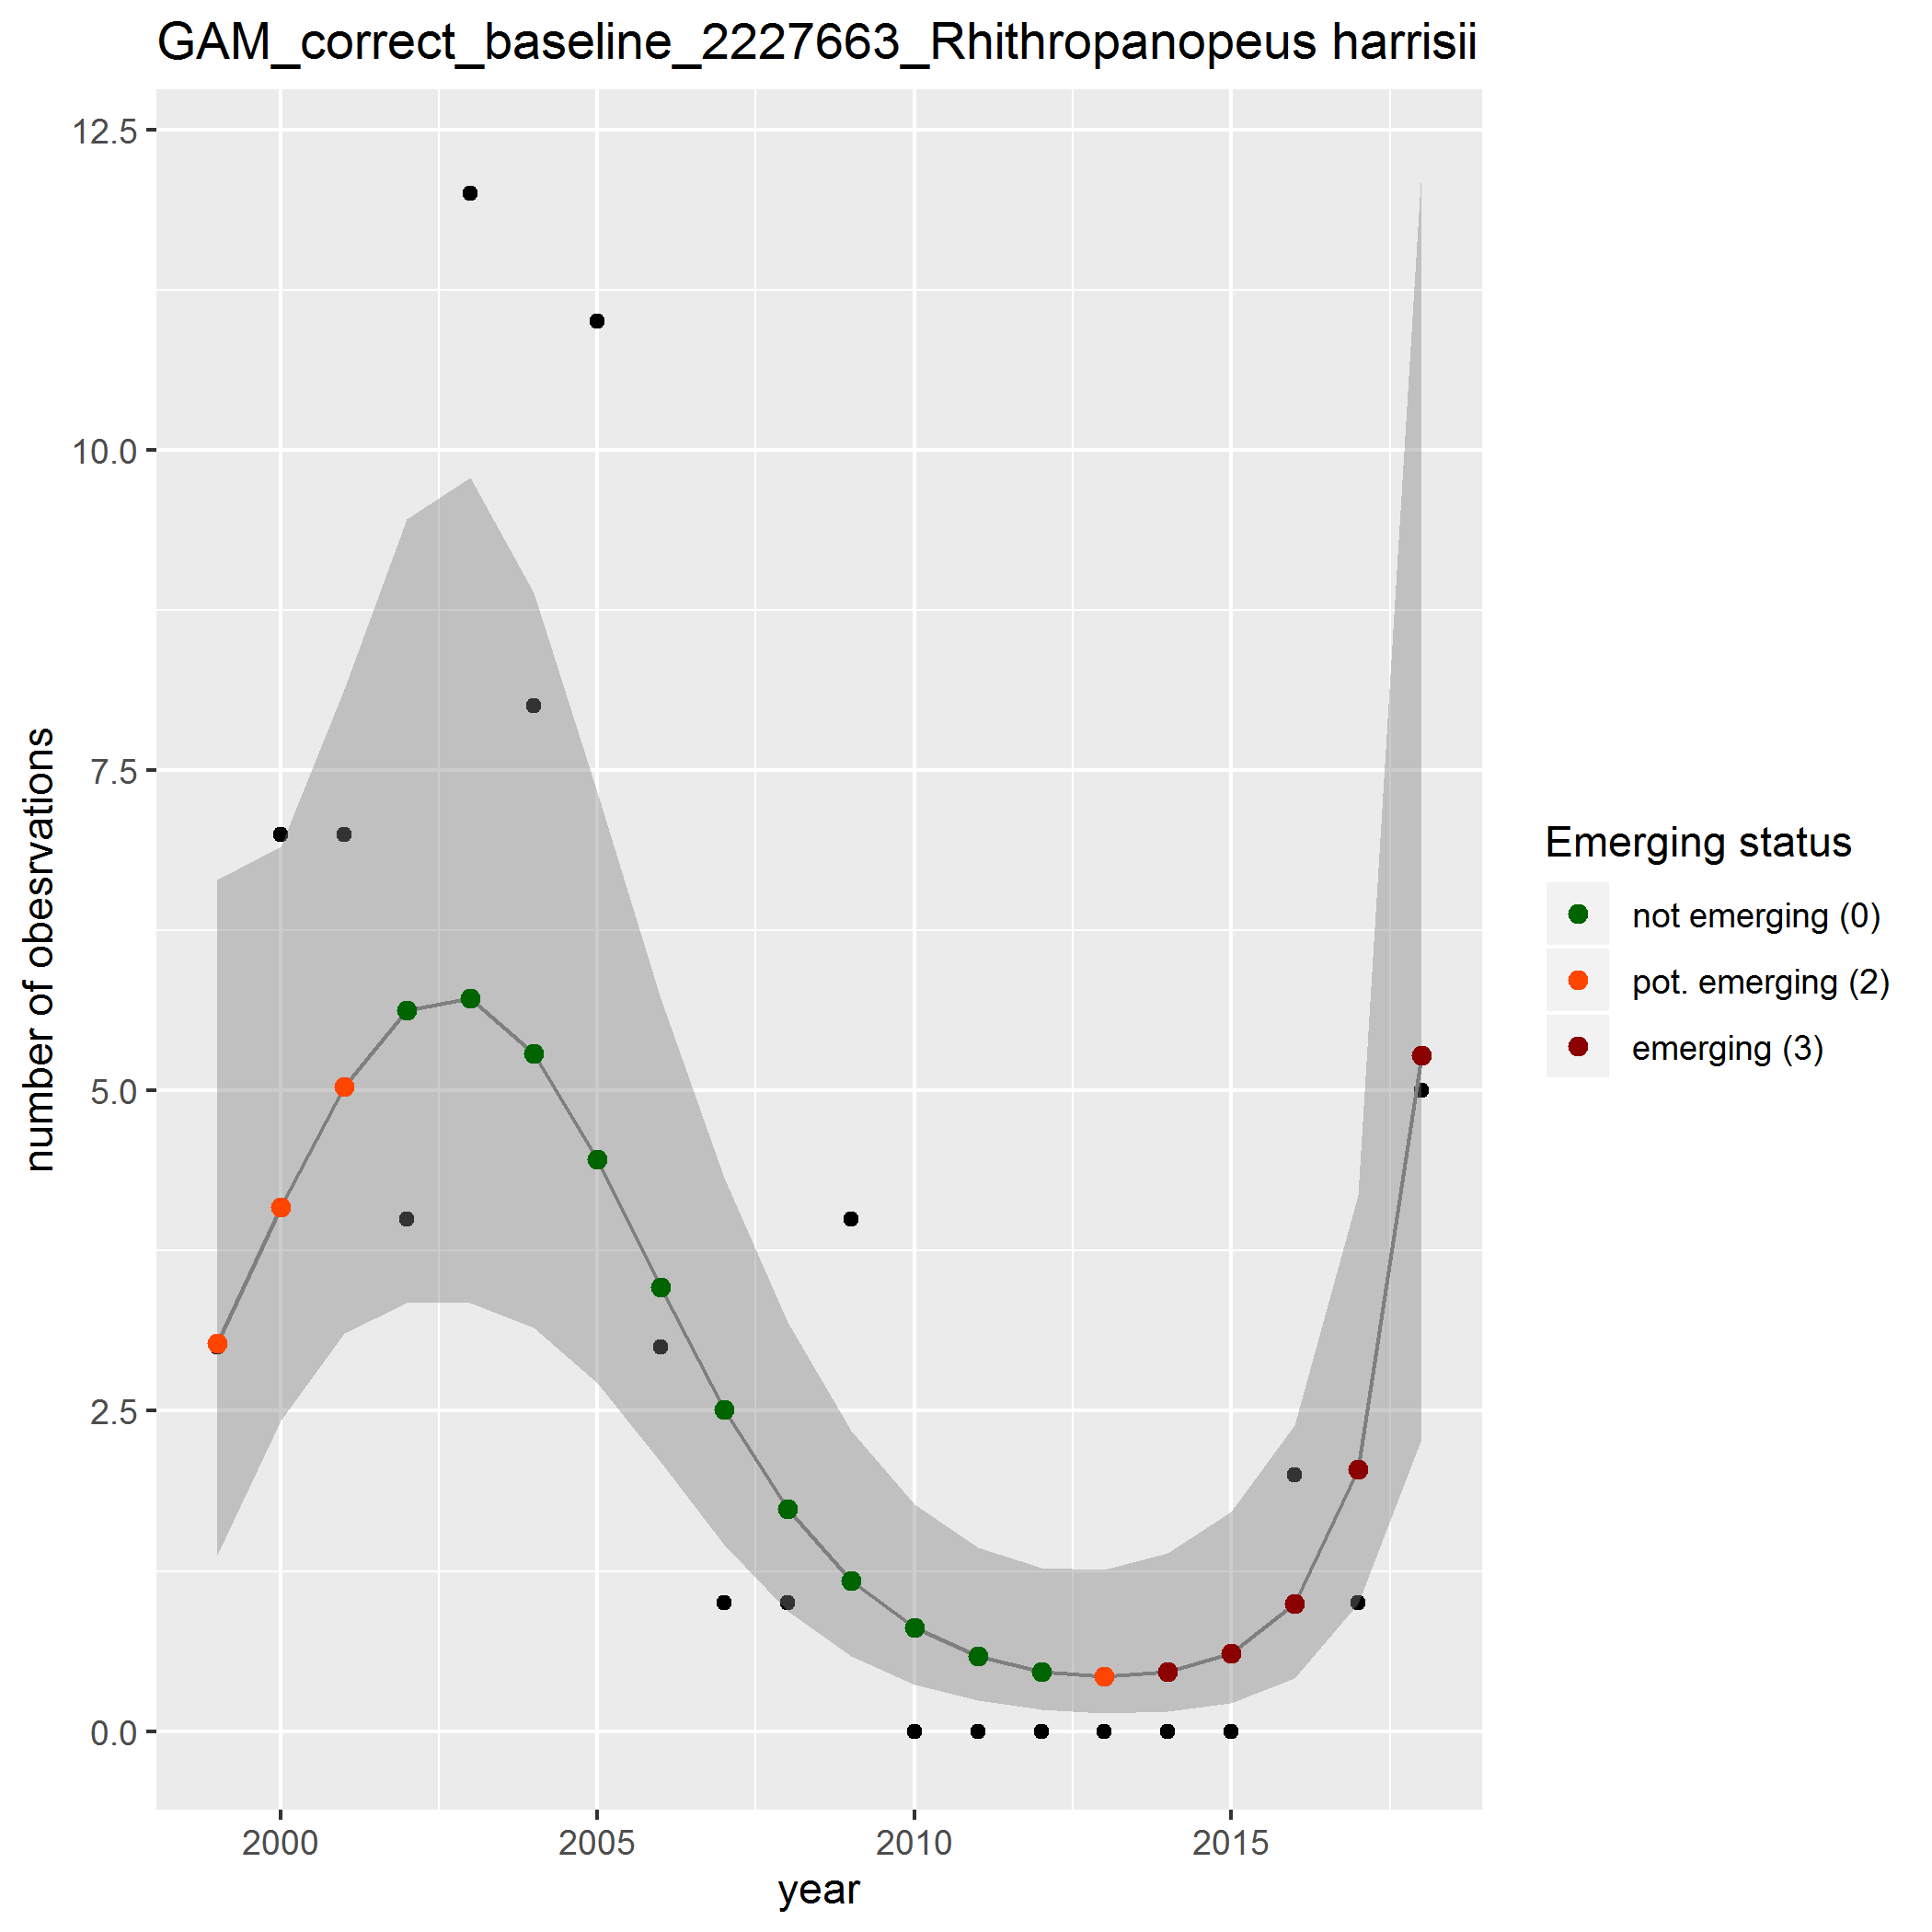 GAM_correct_baseline_2227663_Rhithropanopeus harrisii
12.5
10.0
7.5
5.0
2.5
0.0
number of obesrvations
2000
2005
2010
2015
year
Emerging status
not emerging (0)
pot. emerging (2)
emerging (3)